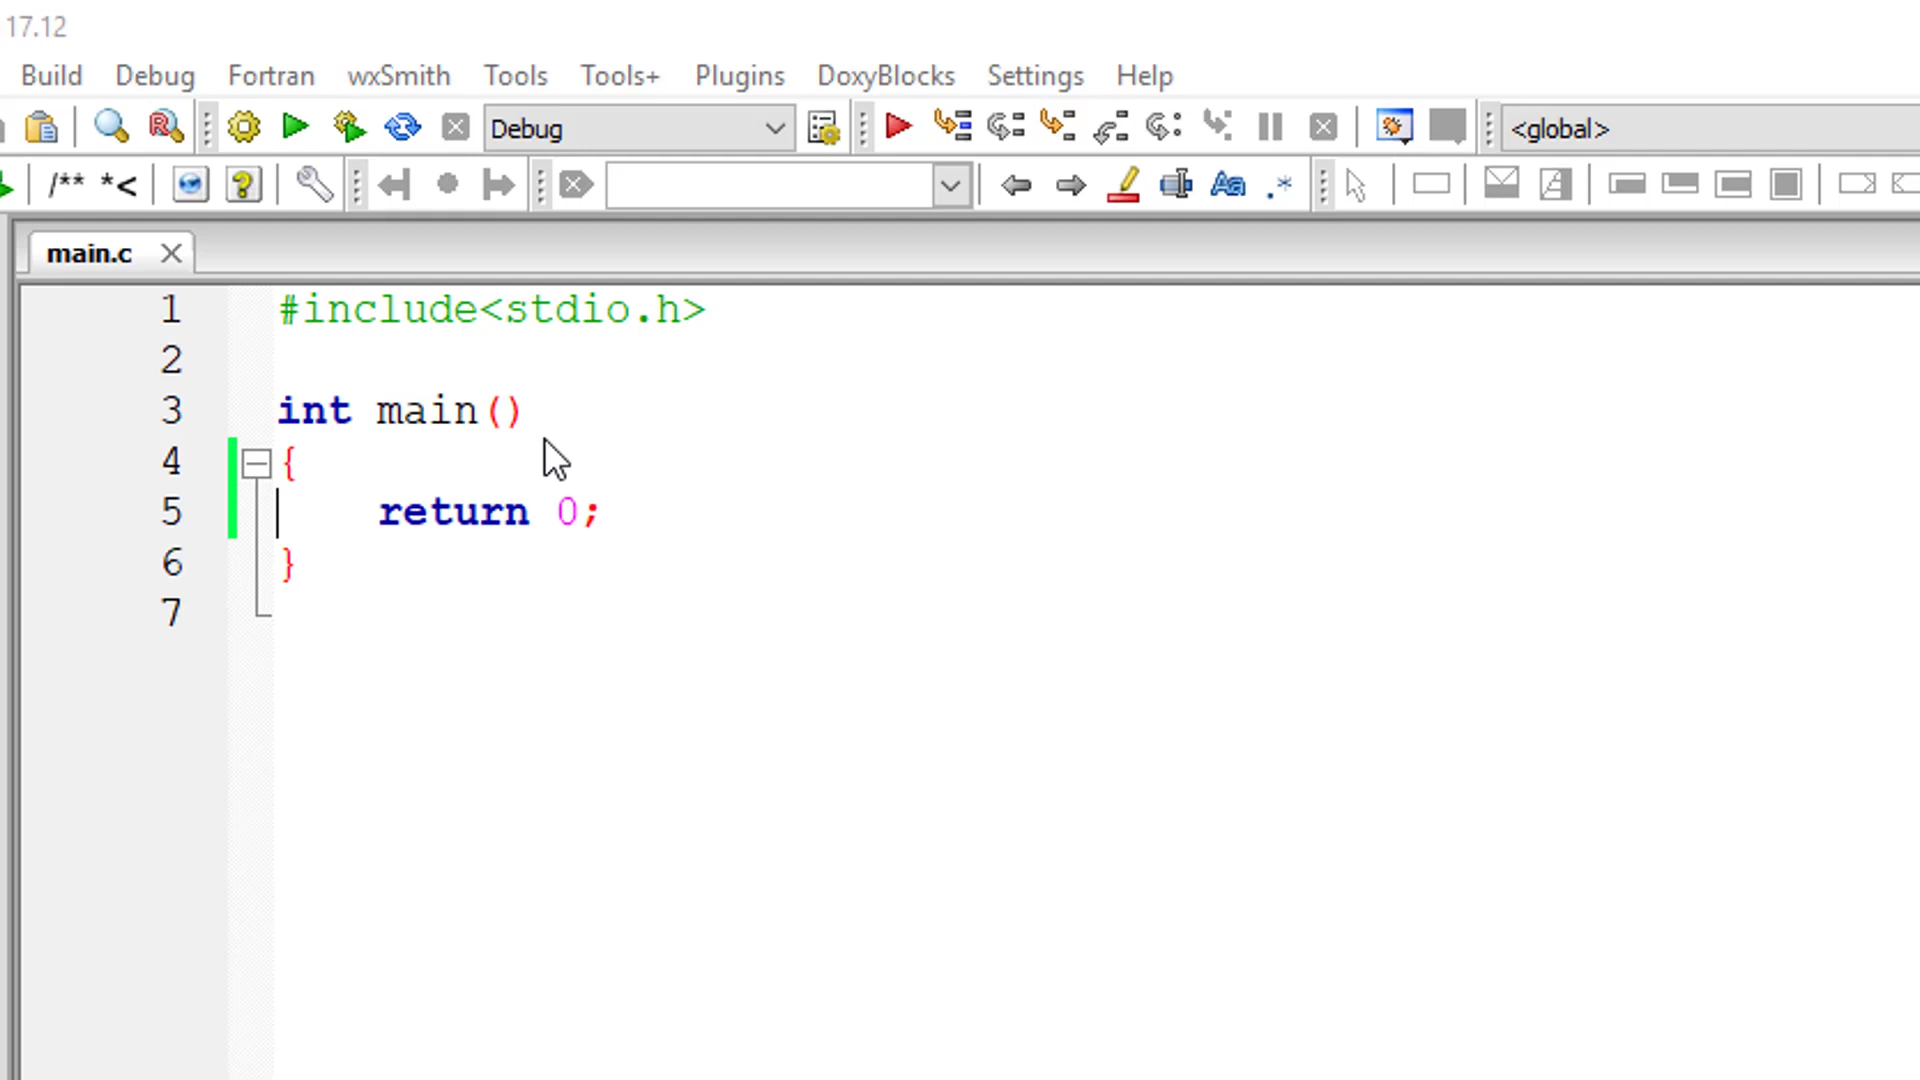 17.12
Build Debug Fortran wxSmith Tools Tools+ Plugins DoxyBlocks Settings Help
Debug <global>
/** *< Aa .*
main.c
1 #include<stdio.h>
2
3 int main()
4 {
5 return 0;
6 }
7